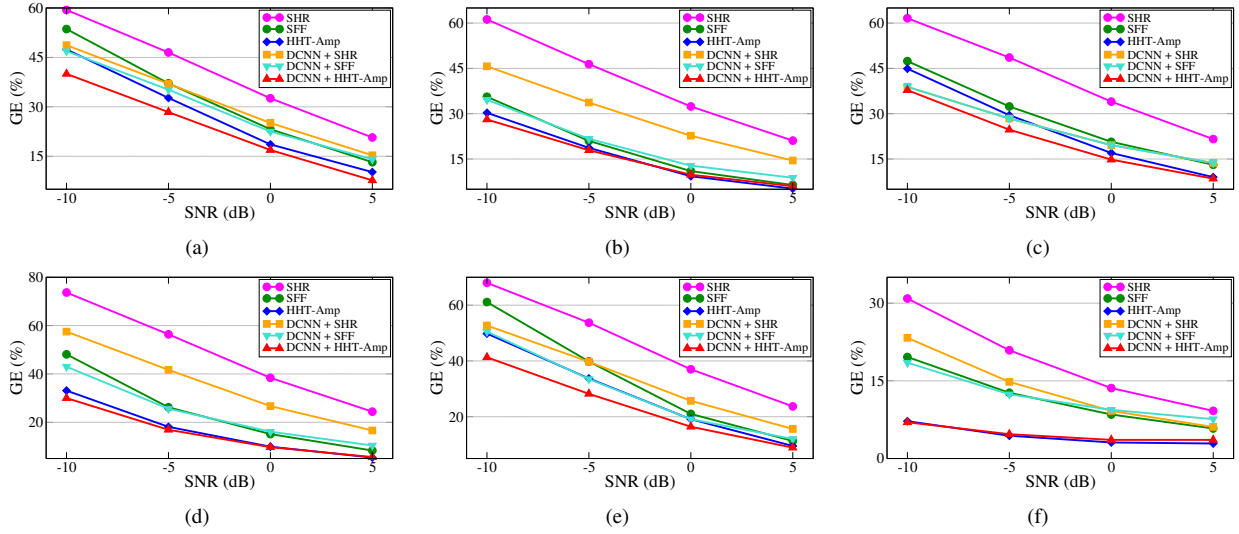 60
45
30
15
GE (%)
-10
-5
0
5
SNR (dB)
SHR
SFF
HHT-Amp
DCNN + SHR
DCNN + SFF
DCNN + HHT-Amp
(a)
60
45
30
15
GE (%)
-10
-5
0
5
SNR (dB)
SHR
SFF
HHT-Amp
DCNN + SHR
DCNN + SFF
DCNN + HHT-Amp
(b)
60
45
30
15
GE (%)
-10
-5
0
5
SNR (dB)
SHR
SFF
HHT-Amp
DCNN + SHR
DCNN + SFF
DCNN + HHT-Amp
(c)
80
60
40
20
GE (%)
-10
-5
0
5
SNR (dB)
SHR
SFF
HHT-Amp
DCNN + SHR
DCNN + SFF
DCNN + HHT-Amp
(d)
60
40
20
GE (%)
-10
-5
0
5
SNR (dB)
SHR
SFF
HHT-Amp
DCNN + SHR
DCNN + SFF
DCNN + HHT-Amp
(e)
30
15
0
GE (%)
-10
-5
0
5
SNR (dB)
SHR
SFF
HHT-Amp
DCNN + SHR
DCNN + SFF
DCNN + HHT-Amp
(f)